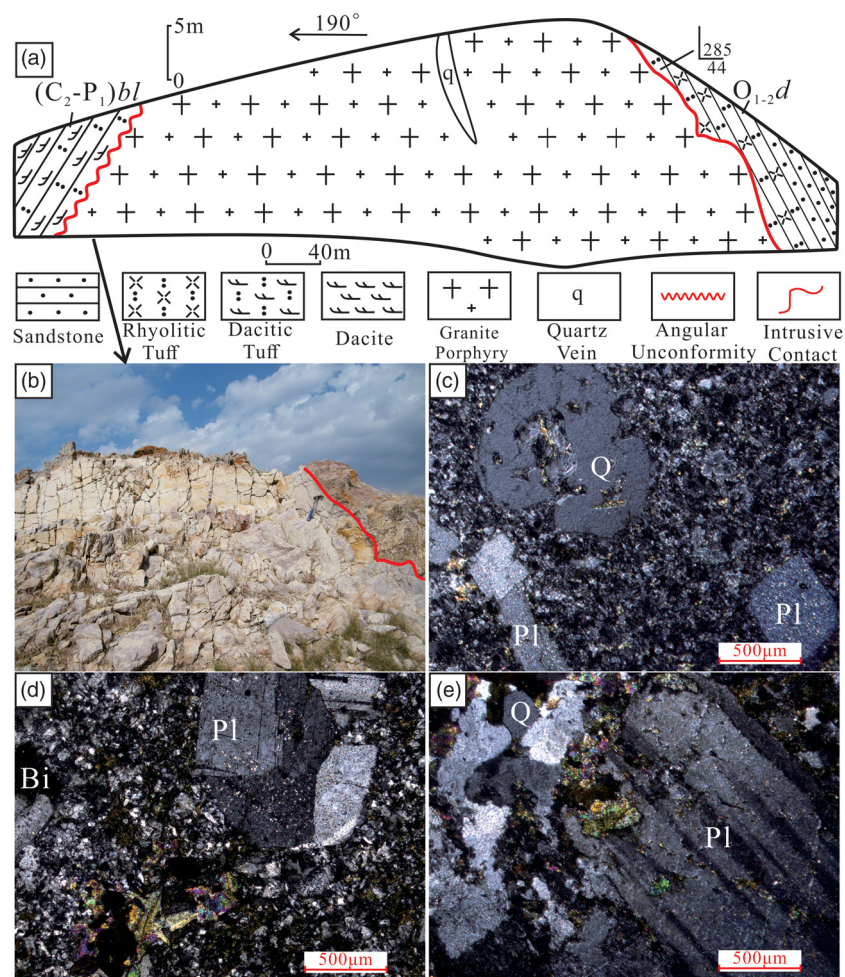 (a)
5m
0
190°
q
285
44
(C₂-P₁)bl
O₁₋₂d
0 40m
Sandstone
Rhyolitic
Tuff
Dacitic
Tuff
Dacite
Granite
Porphyry
q
Quartz
Vein
Angular
Unconformity
Intrusive
Contact
(b)
(c)
Q
Pl
Pl
500μm
(d)
Pl
Bi
500μm
(e)
Q
Pl
500μm